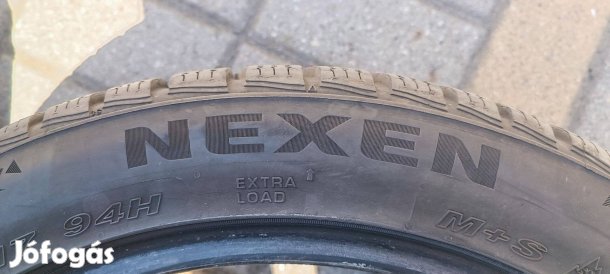 NEXEN
EXTRA
LOAD
94H
M+S
Jófogás